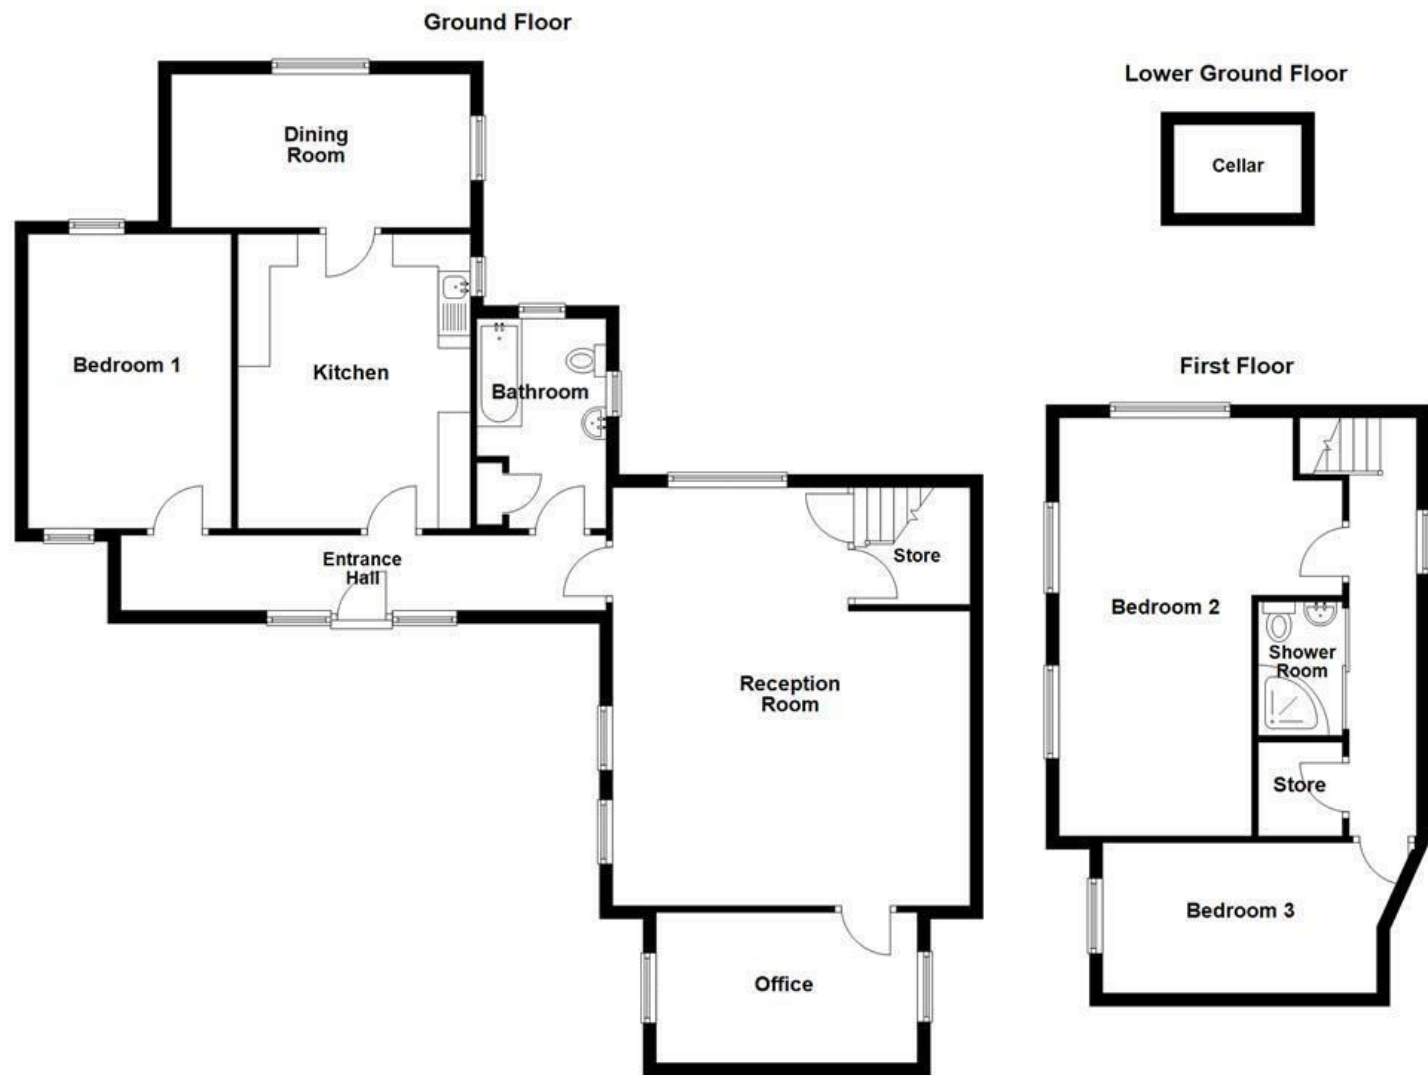 Ground Floor
Dining
Room
Bedroom 1
Kitchen
Bathroom
Entrance
Hall
Store
Reception
Room
Office
Lower Ground Floor
Cellar
First Floor
Bedroom 2
Shower
Room
Store
Bedroom 3